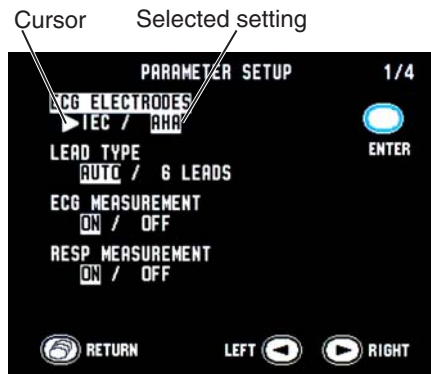 Cursor Selected setting
PARAMETER SETUP 1/4
ECG ELECTRODES
IEC / AHA
ENTER
LEAD TYPE
AUTO / 6 LEADS
ECG MEASUREMENT
ON / OFF
RESP MEASUREMENT
ON / OFF
RETURN LEFT RIGHT